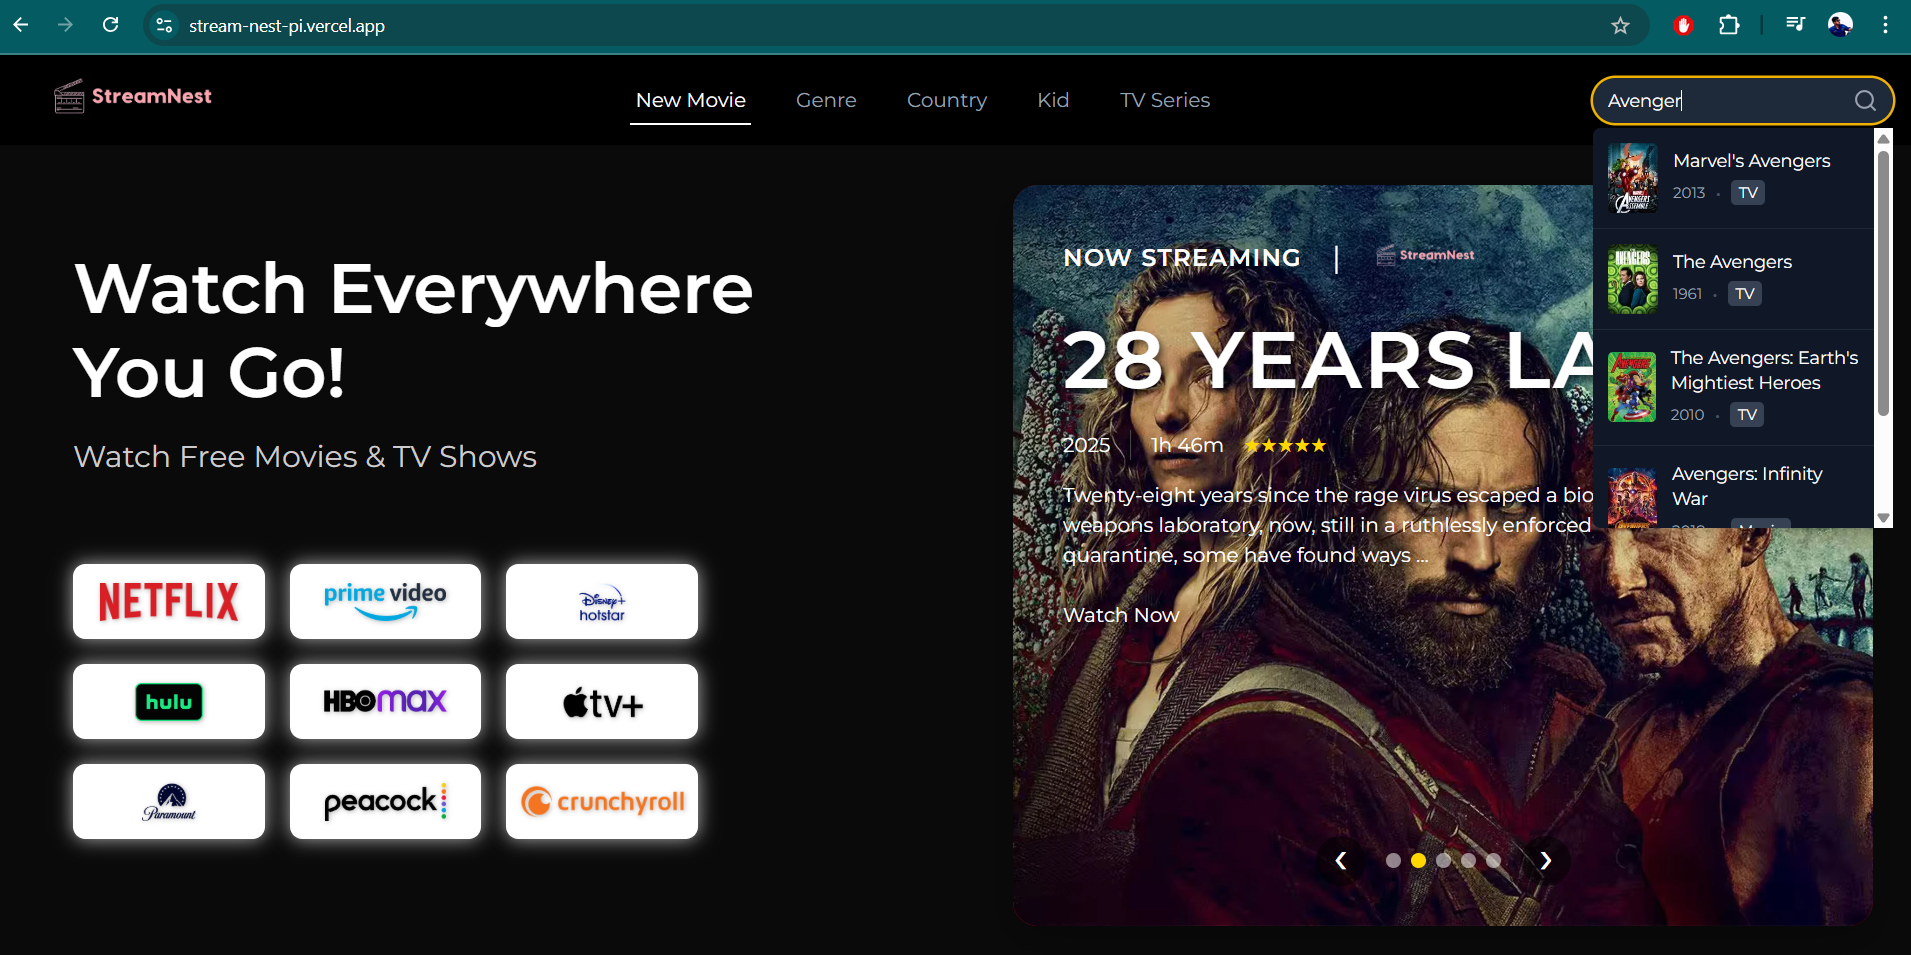 stream-nest-pi.vercel.app
StreamNest
New Movie
Genre
Country
Kid
TV Series
Avenger
Marvel's Avengers
2013 • TV
The Avengers
1961 • TV
The Avengers: Earth's
Mightiest Heroes
2010 • TV
Avengers: Infinity
War
Watch Everywhere
You Go!
Watch Free Movies & TV Shows
NETFLIX
prime video
Disney+
hotstar
hulu
HBOmax
tv+
Paramount
peacock
crunchyroll
NOW STREAMING | StreamNest
28 YEARS LA
2025 1h 46m ★★★★★
Twenty-eight years since the rage virus escaped a bio
weapons laboratory, now, still in a ruthlessly enforced
quarantine, some have found ways ...
Watch Now